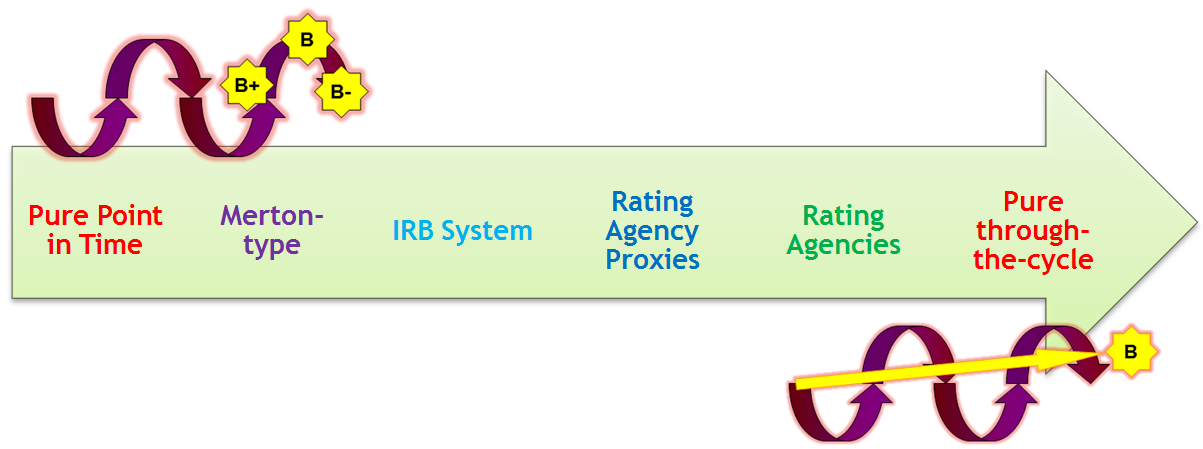 B
B+
B-
Pure Point
in Time
Merton-
type
IRB System
Rating
Agency
Proxies
Rating
Agencies
Pure
through-
the-cycle
B